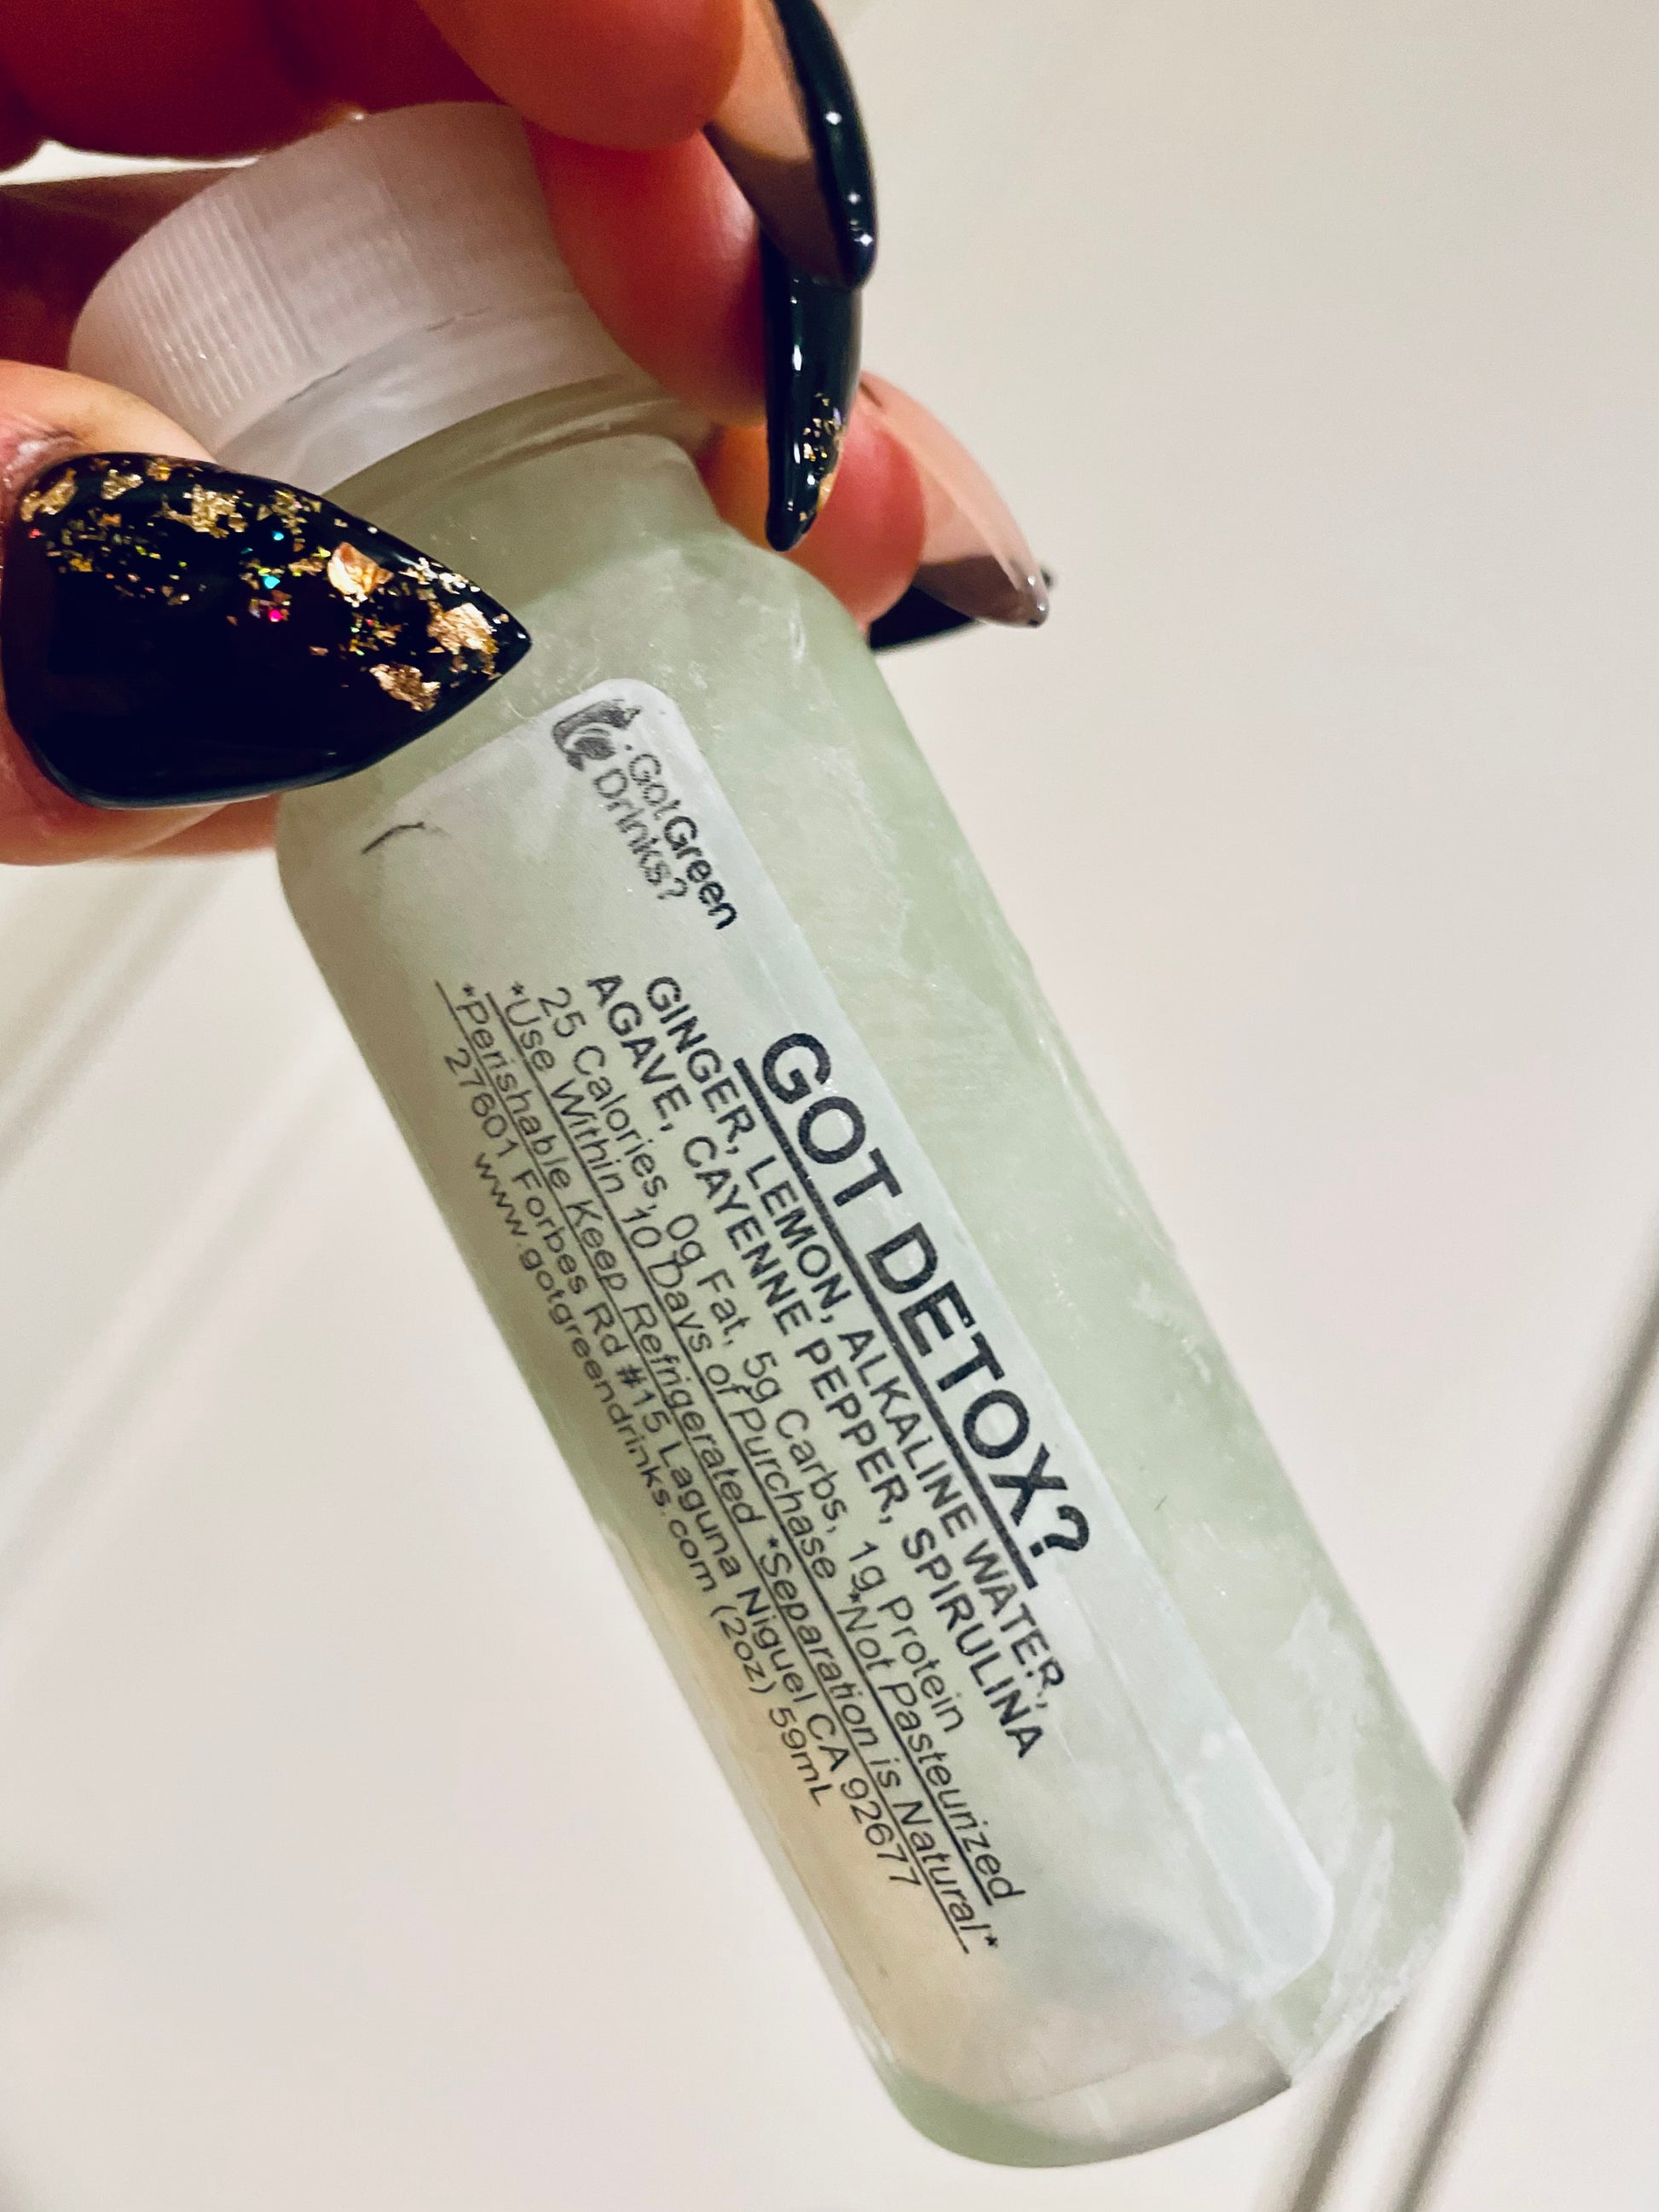 GotGreen
Drinks?
GOT DETOX?
GINGER, LEMON, ALKALINE WATER,
AGAVE, CAYENNE PEPPER, SPIRULINA
25 Calories, 0g Fat, 5g Carbs, 1g Protein
*Use Within 10 Days of Purchase *Not Pasteurized
*Perishable Keep Refrigerated *Separation is Natural*
27601 Forbes Rd #15 Laguna Niguel CA 92677
www.gotgreendrinks.com (2oz) 59mL